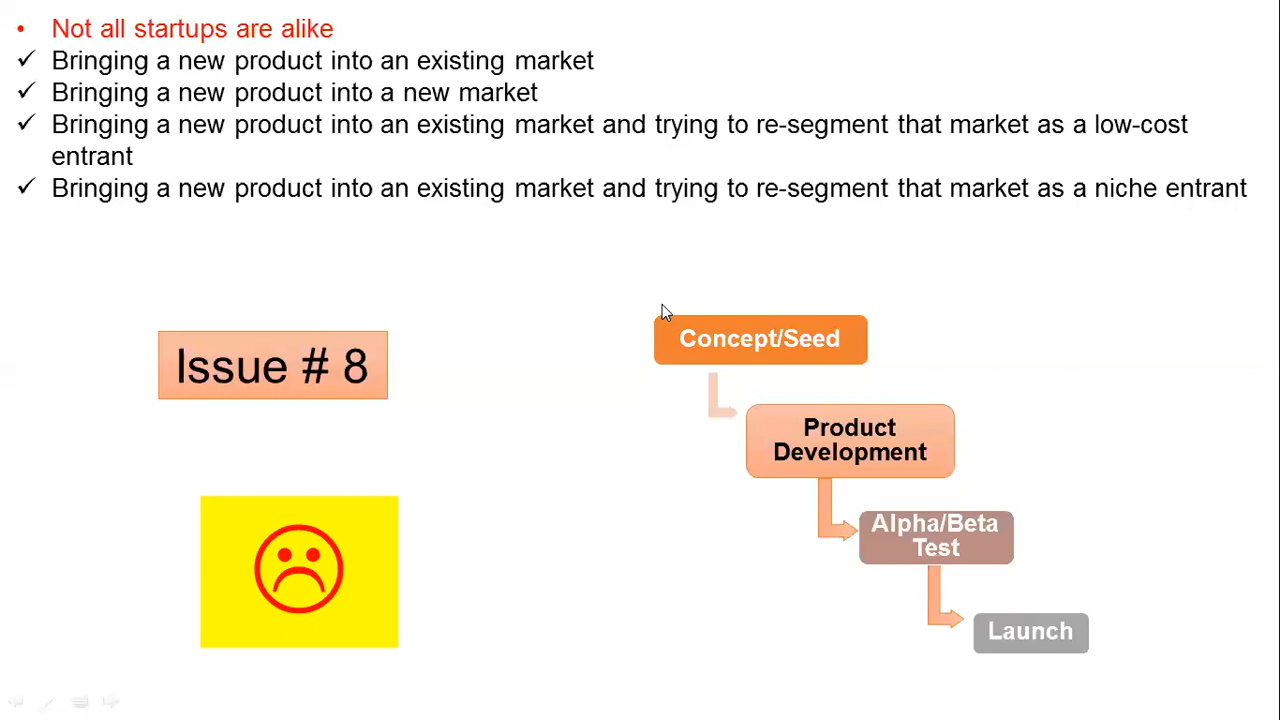 • Not all startups are alike
✓ Bringing a new product into an existing market
✓ Bringing a new product into a new market
✓ Bringing a new product into an existing market and trying to re-segment that market as a low-cost
entrant
✓ Bringing a new product into an existing market and trying to re-segment that market as a niche entrant
Issue # 8
Concept/Seed
Product
Development
Alpha/Beta
Test
Launch